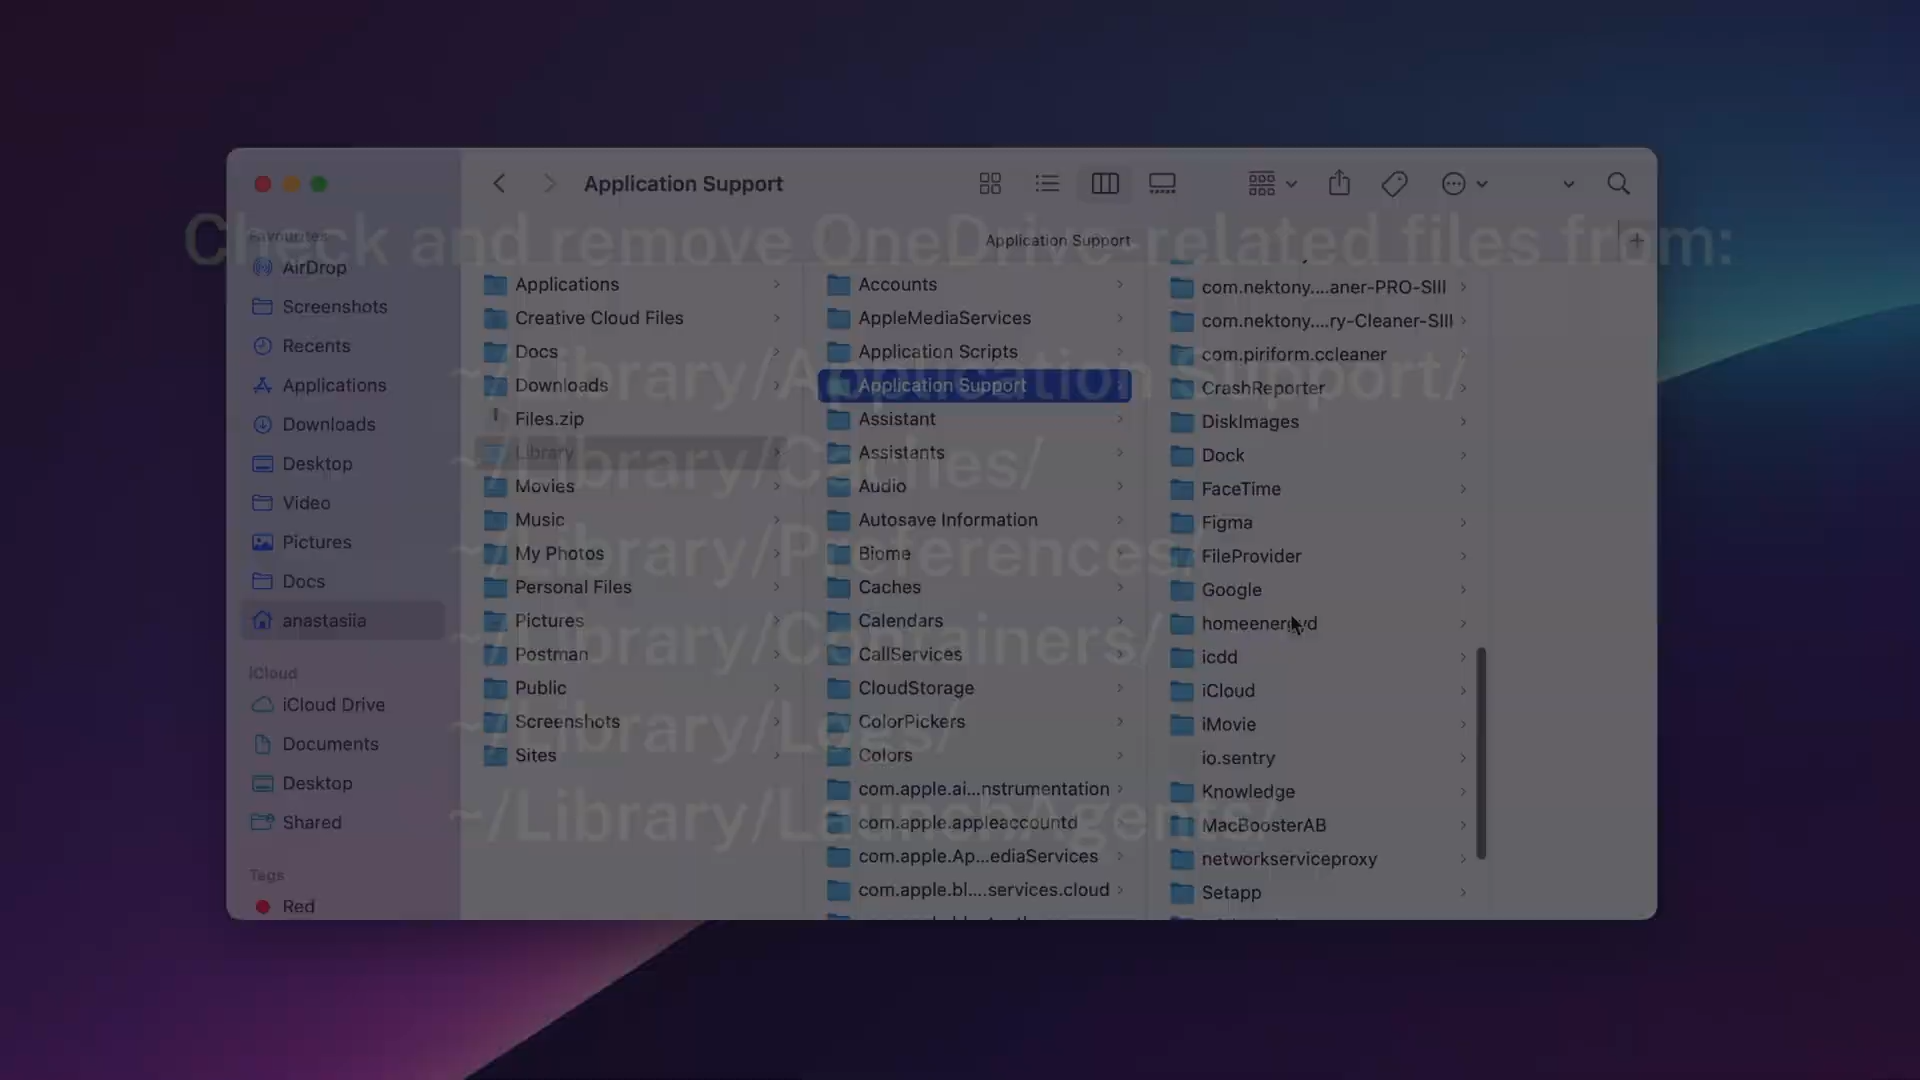 Application Support
Check and remove OneDrive-related files from:
~/Library/Application Support/
~/Library/Caches/
~/Library/Preferences/
~/Library/Containers/
~/Library/Logs/
~/Library/LaunchAgents/
Favourites
AirDrop
Screenshots
Recents
Applications
Downloads
Desktop
Video
Pictures
Docs
anastasiia
iCloud
iCloud Drive
Documents
Desktop
Shared
Tags
Red
Application Support
Applications
Creative Cloud Files
Docs
Downloads
Files.zip
Library
Movies
Music
My Photos
Personal Files
Pictures
Postman
Public
Screenshots
Sites
Accounts
AppleMediaServices
Application Scripts
Application Support
Assistant
Assistants
Audio
Autosave Information
Biome
Caches
Calendars
CallServices
CloudStorage
ColorPickers
Colors
com.apple.ai...nstrumentation
com.apple.appleaccountd
com.apple.Ap...ediaServices
com.apple.bl....services.cloud
com.nektony....aner-PRO-SIII
com.nektony....ry-Cleaner-SIII
com.piriform.ccleaner
CrashReporter
DiskImages
Dock
FaceTime
Figma
FileProvider
Google
homeenergyd
icdd
iCloud
iMovie
io.sentry
Knowledge
MacBoosterAB
networkserviceproxy
Setapp